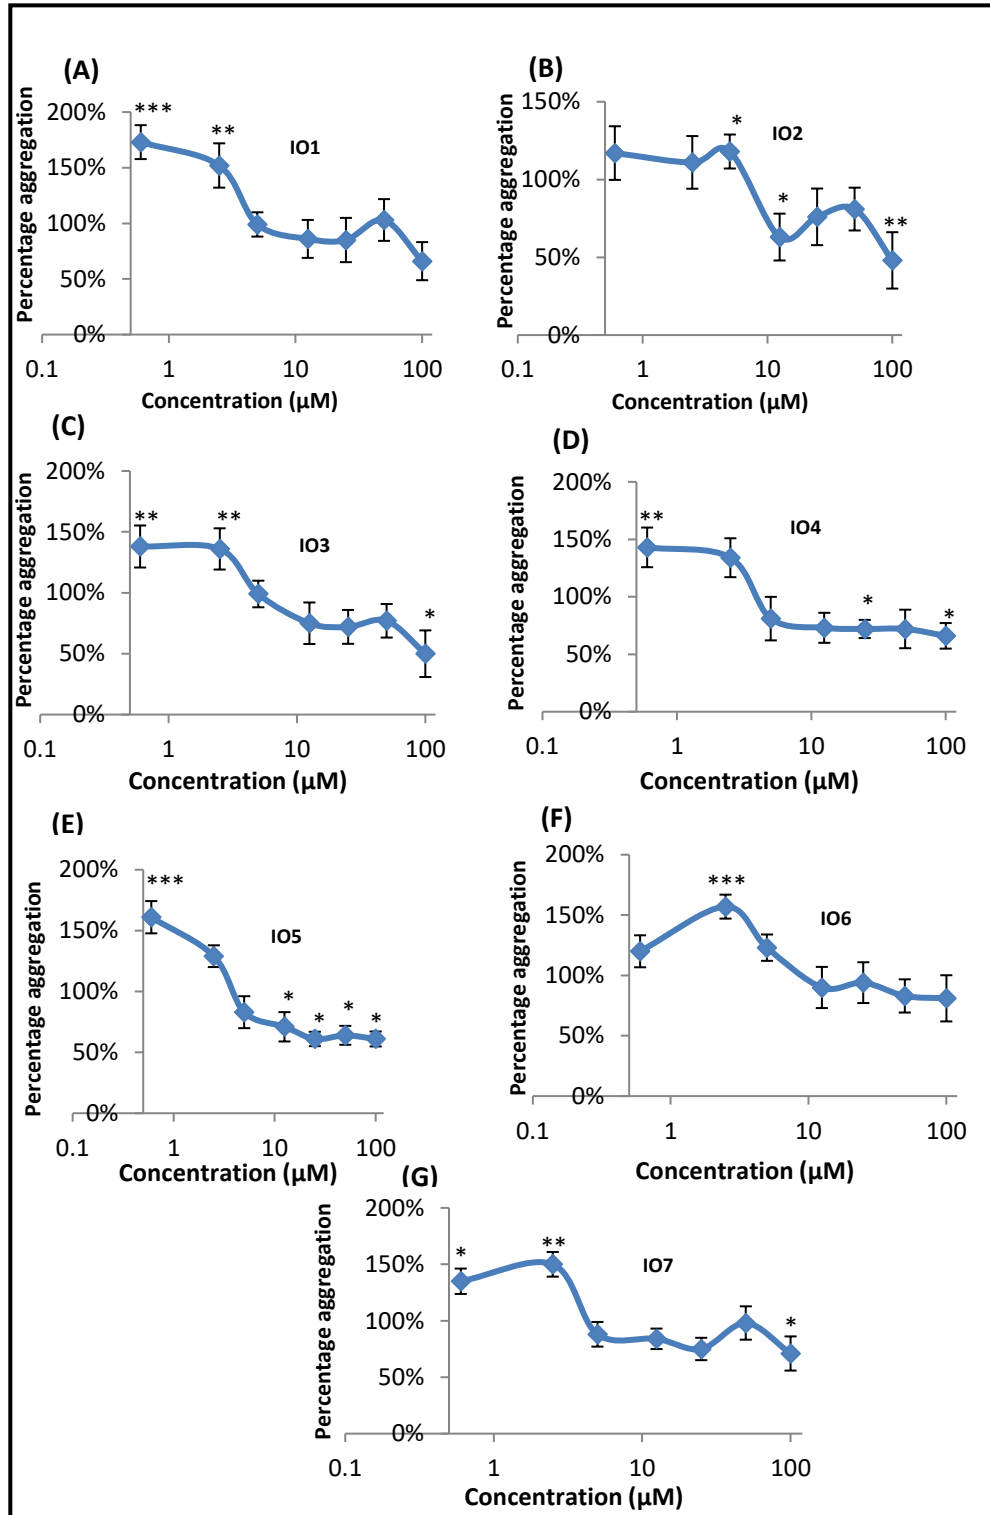 (A)
Percentage aggregation
200%
150%
100%
50%
0%
***
**
IO1
0.1 1 10 100
Concentration (µM)
(B)
Percentage aggregation
150%
100%
50%
0%
*
*
**
IO2
0.1 1 10 100
Concentration (µM)
(C)
Percentage aggregation
200%
150%
100%
50%
0%
** **
*
IO3
0.1 1 10 100
Concentration (µM)
(D)
Percentage aggregation
200%
150%
100%
50%
0%
**
*
*
IO4
0.1 1 10 100
Concentration (µM)
(E)
Percentage aggregation
200%
150%
100%
50%
0%
***
* * * *
IO5
0.1 1 10 100
Concentration (µM)
(F)
Percentage aggregation
200%
150%
100%
50%
0%
***
IO6
0.1 1 10 100
Concentration (µM)
(G)
Percentage aggregation
200%
150%
100%
50%
0%
*
**
*
IO7
0.1 1 10 100
Concentration (µM)